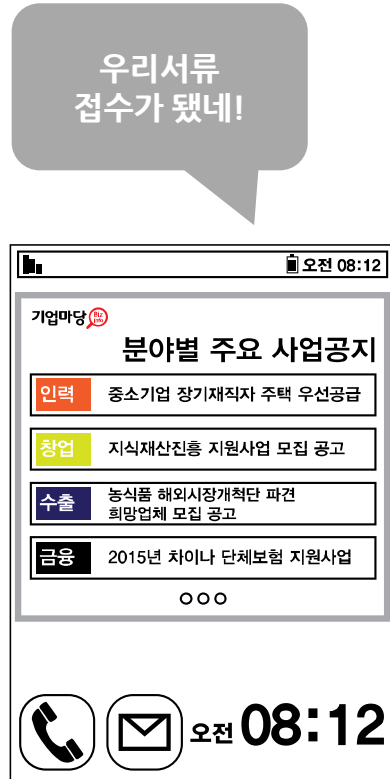 우리서류
접수가 됐네!
오전 08:12
기업마당 Biz info
분야별 주요 사업공지
인력 중소기업 장기재직자 주택 우선공급
창업 지식재산진흥 지원사업 모집 공고
수출 농식품 해외시장개척단 파견
희망업체 모집 공고
금융 2015년 차이나 단체보험 지원사업
오전 08:12